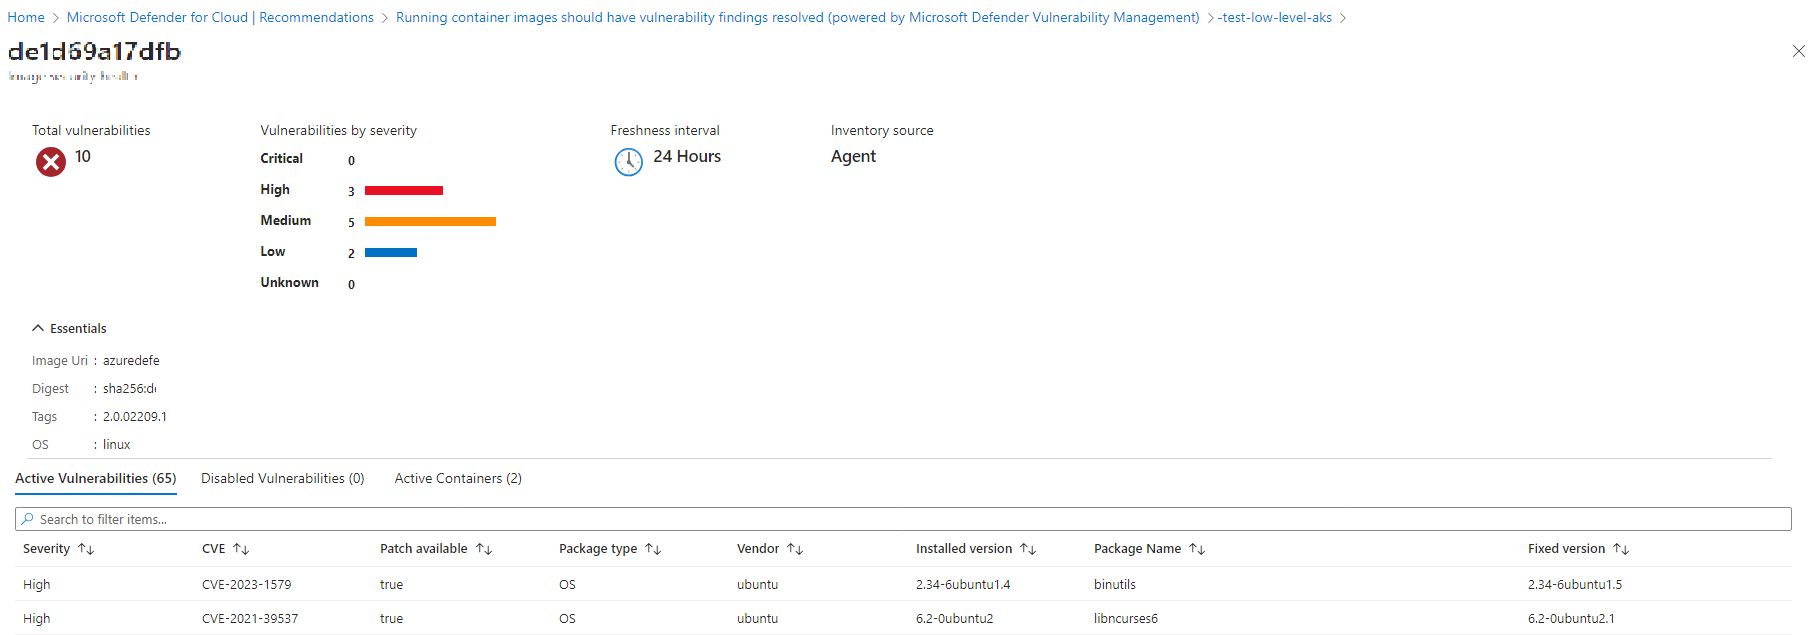 Home > Microsoft Defender for Cloud | Recommendations > Running container images should have vulnerability findings resolved (powered by Microsoft Defender Vulnerability Management) > -test-low-level-aks >
de1d69a17dfb
Image security health
Total vulnerabilities
10
Vulnerabilities by severity
Critical 0
High 3
Medium 5
Low 2
Unknown 0
Freshness interval
24 Hours
Inventory source
Agent
Essentials
Image Uri : azuredefe
Digest : sha256:de
Tags : 2.0.02209.1
OS : linux
Active Vulnerabilities (65) Disabled Vulnerabilities (0) Active Containers (2)
Search to filter items...
Severity ↑↓ CVE ↑↓ Patch available ↑↓ Package type ↑↓ Vendor ↑↓ Installed version ↑↓ Package Name ↑↓ Fixed version ↑↓
High CVE-2023-1579 true OS ubuntu 2.34-6ubuntu1.4 binutils 2.34-6ubuntu1.5
High CVE-2021-39537 true OS ubuntu 6.2-0ubuntu2 libncurses6 6.2-0ubuntu2.1